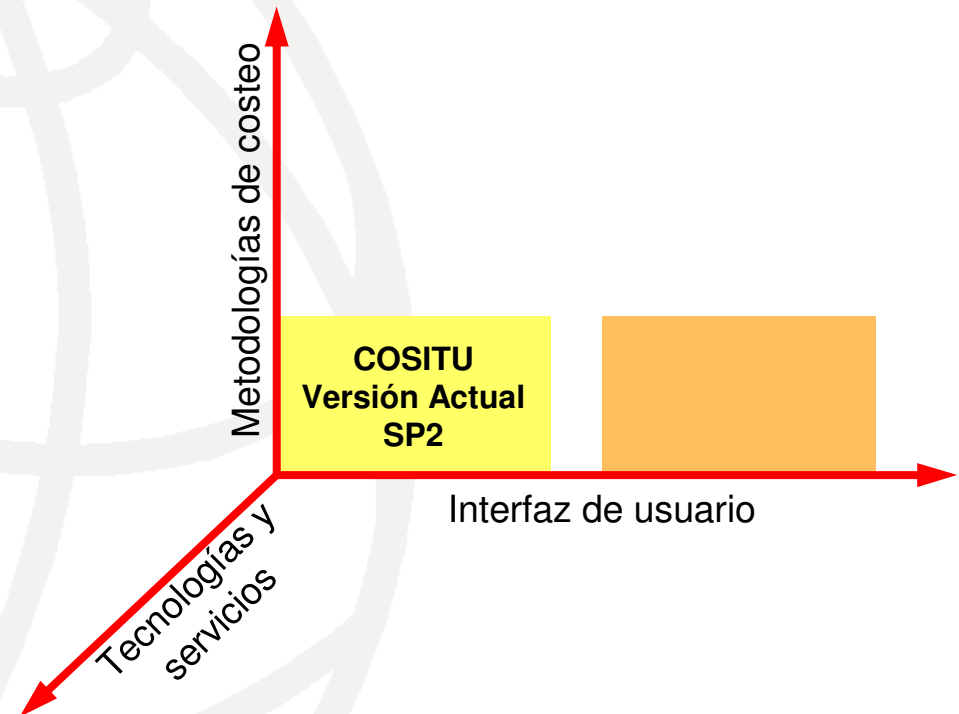 Metodologías de costeo
COSITU
Versión Actual
SP2
Interfaz de usuario
Tecnologías y
servicios